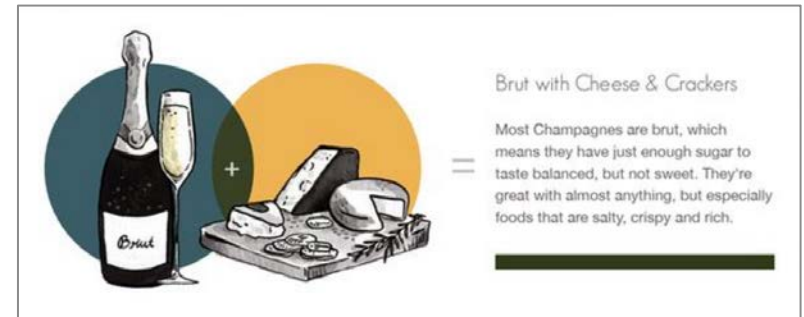 Brut
+
=
Brut with Cheese & Crackers
Most Champagnes are brut, which
means they have just enough sugar to
taste balanced, but not sweet. They're
great with almost anything, but especially
foods that are salty, crispy and rich.